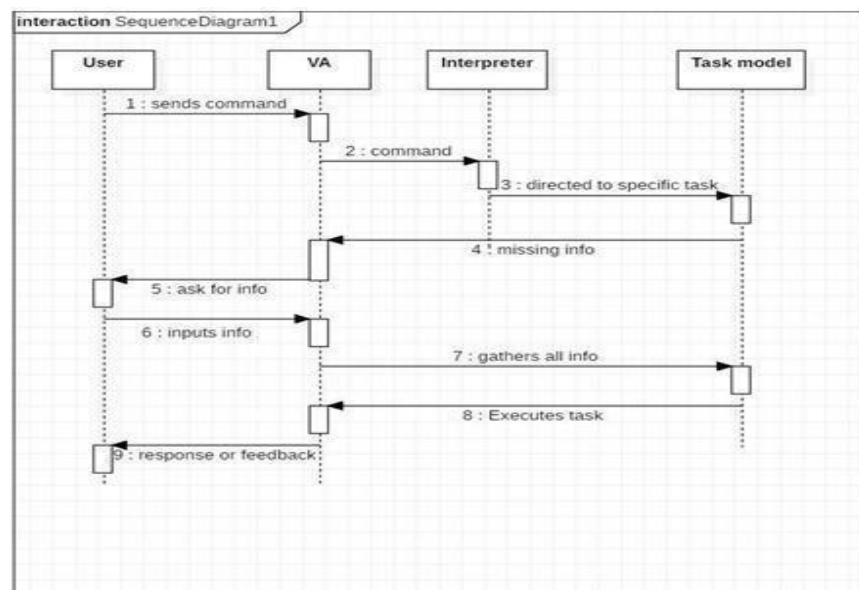 interaction SequenceDiagram1
User
VA
Interpreter
Task model
1 : sends command
2 : command
3 : directed to specific task
4 : missing info
5 : ask for info
6 : inputs info
7 : gathers all info
8 : Executes task
9 : response or feedback